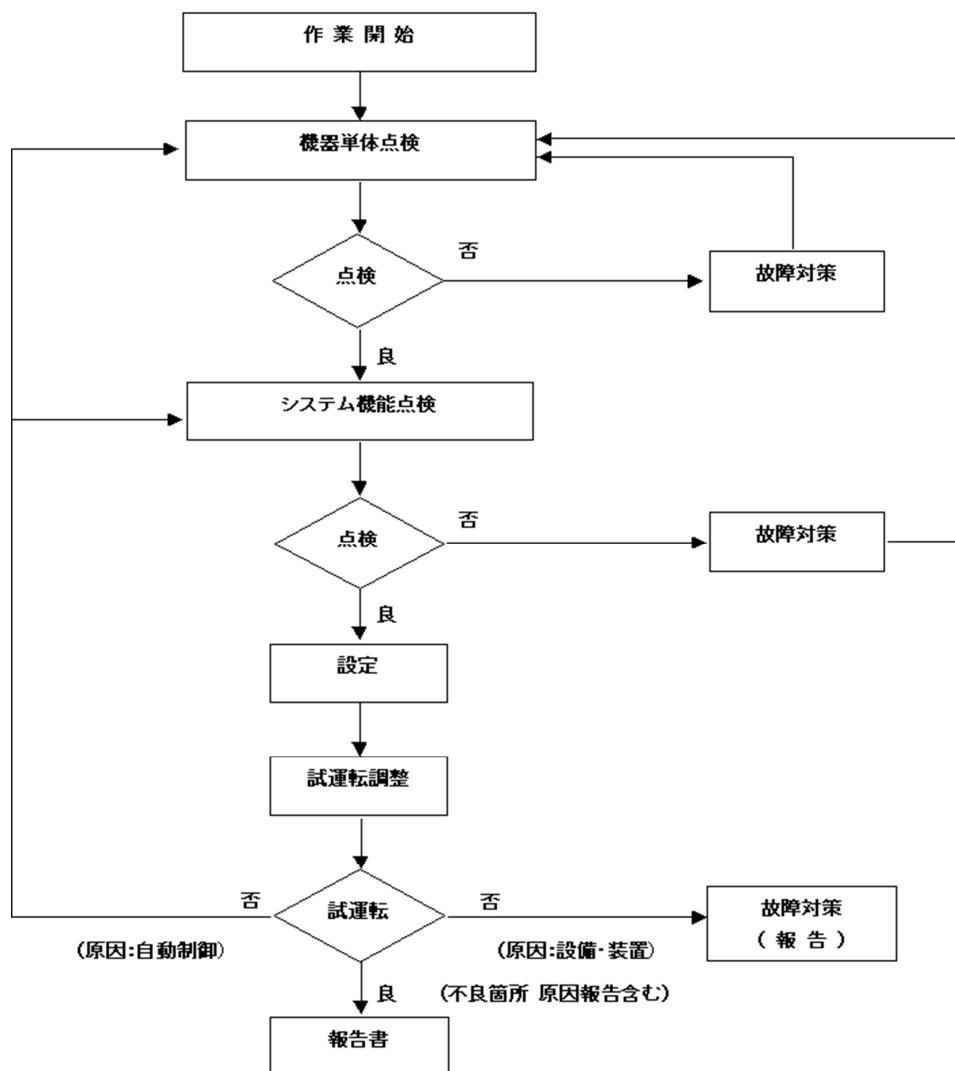 作 業 開 始
機器単体点検
点検
否
故障対策
良
システム機能点検
点検
否
故障対策
良
設定
試運転調整
否
試運転
否
故障対策
( 報 告 )
(原因:自動制御)
(原因:設備・装置)
良
(不良箇所 原因報告含む)
報告書